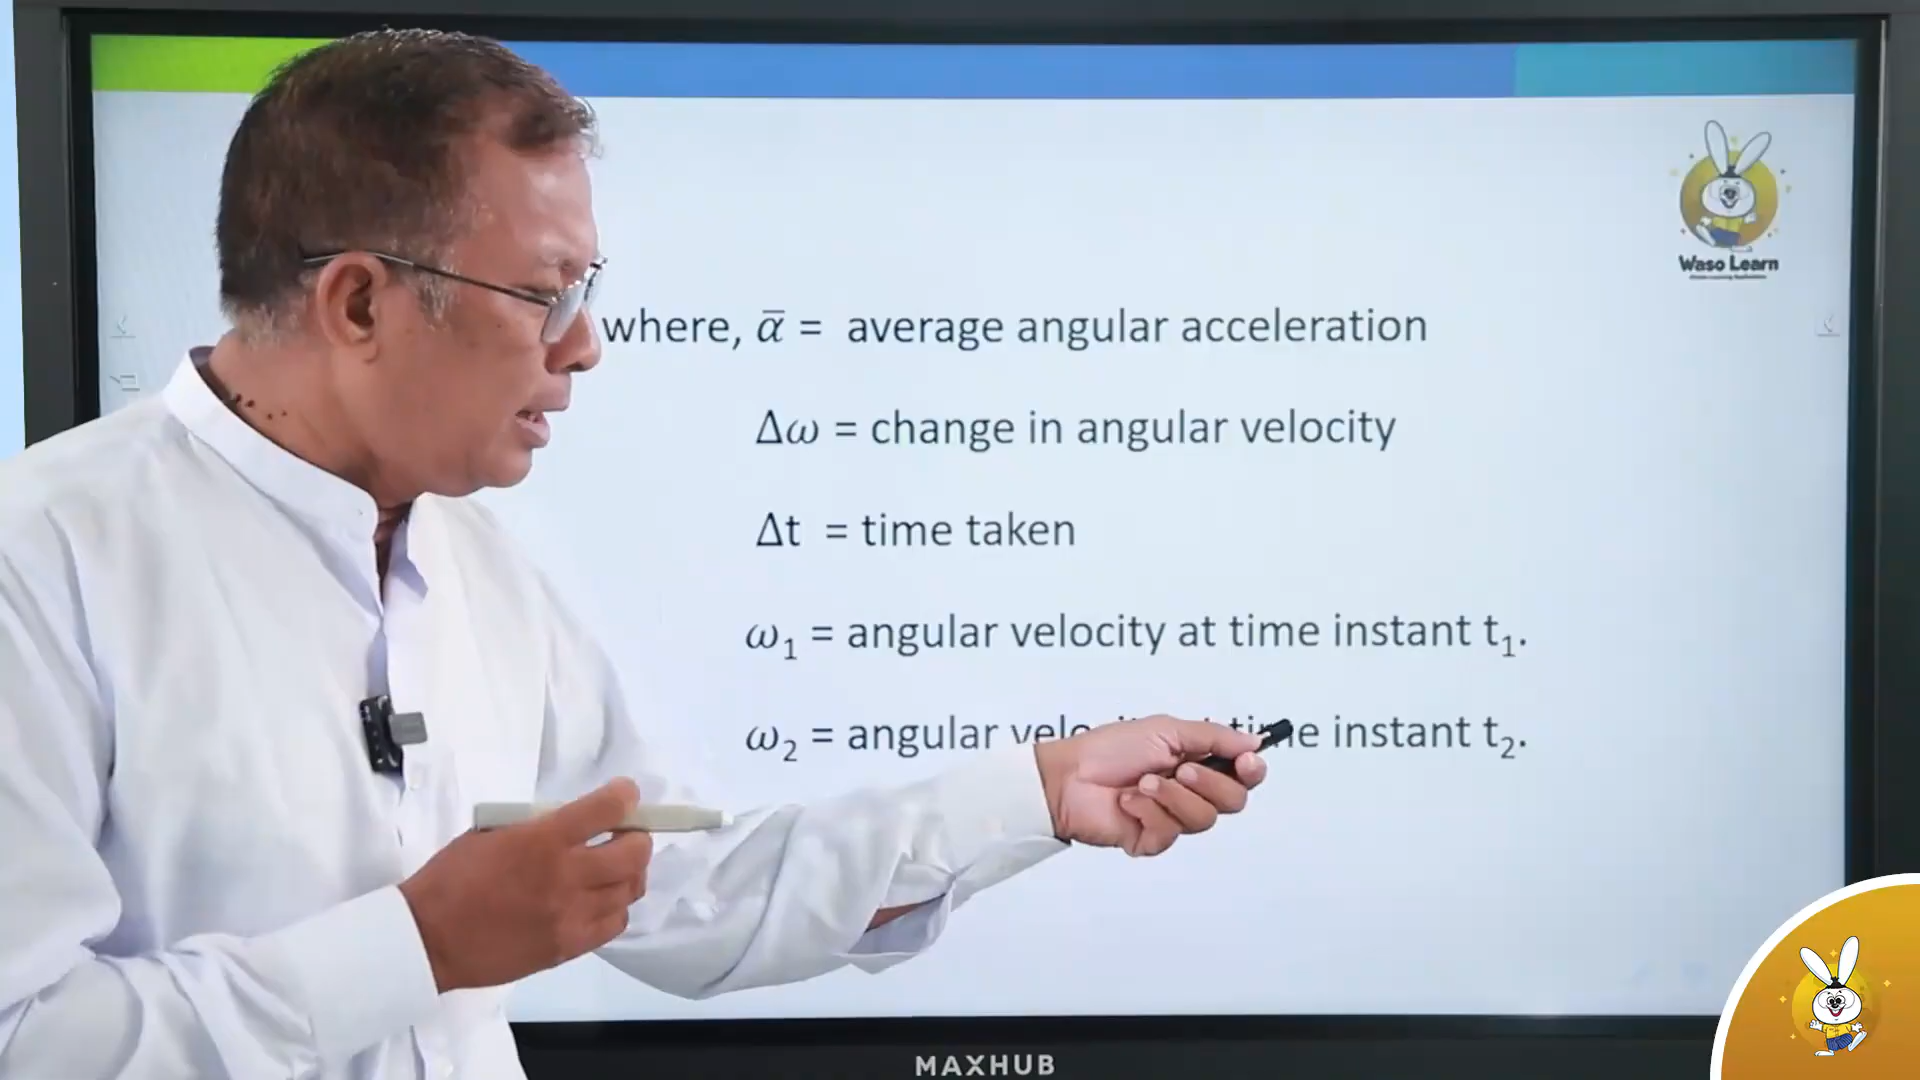 Waso Learn
where, ᾱ = average angular acceleration
Δω = change in angular velocity
Δt = time taken
ω₁ = angular velocity at time instant t₁.
ω₂ = angular time instant t₂.
MAXHUB